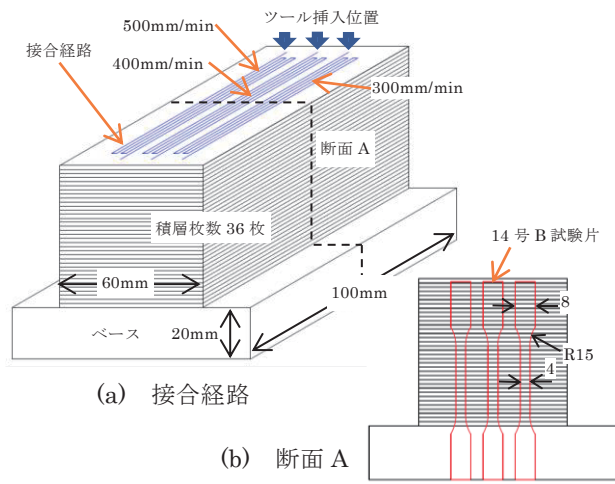 500mm/min
ツール挿入位置
接合経路
400mm/min
300mm/min
断面 A
積層枚数 36 枚
14 号 B 試験片
60mm
100mm
8
ベース
20mm
R15
4
(a) 接合経路
(b) 断面 A